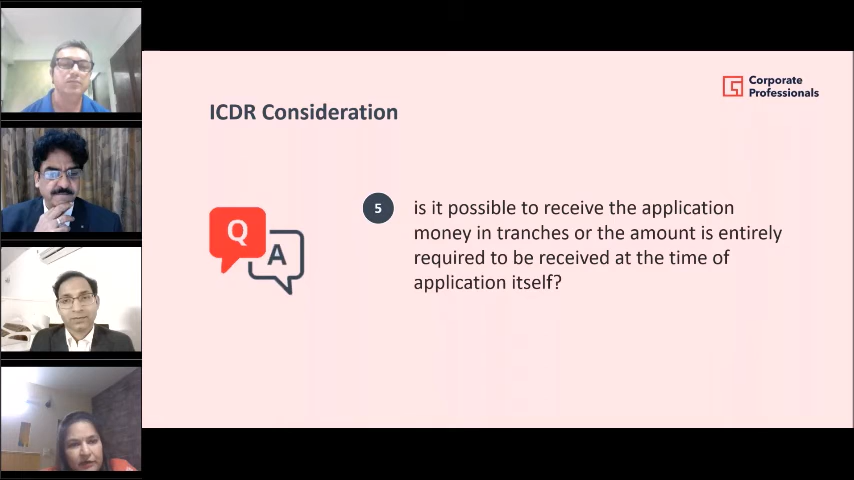 Corporate
Professionals
ICDR Consideration
Q
A
5
is it possible to receive the application
money in tranches or the amount is entirely
required to be received at the time of
application itself?